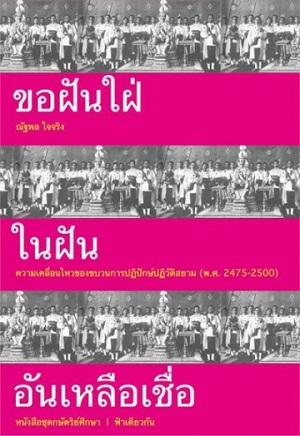 ขอฝันใฝ่
ณัฐพล ใจจริง
ในฝัน
ความเคลื่อนไหวของขบวนการปฏิปักษ์ปฏิวัติสยาม (พ.ศ. 2475-2500)
อันเหลือเชื่อ
หนังสือชุดกษัตริย์ศึกษา | ฟ้าเดียวกัน